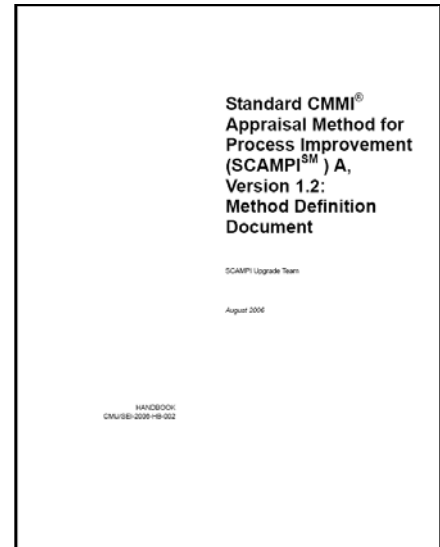 Standard CMMI®
Appraisal Method for
Process Improvement
(SCAMPI℠ ) A,
Version 1.2:
Method Definition
Document
SCAMPI Upgrade Team
August 2006
HANDBOOK
CMU/SEI-2006-HB-002